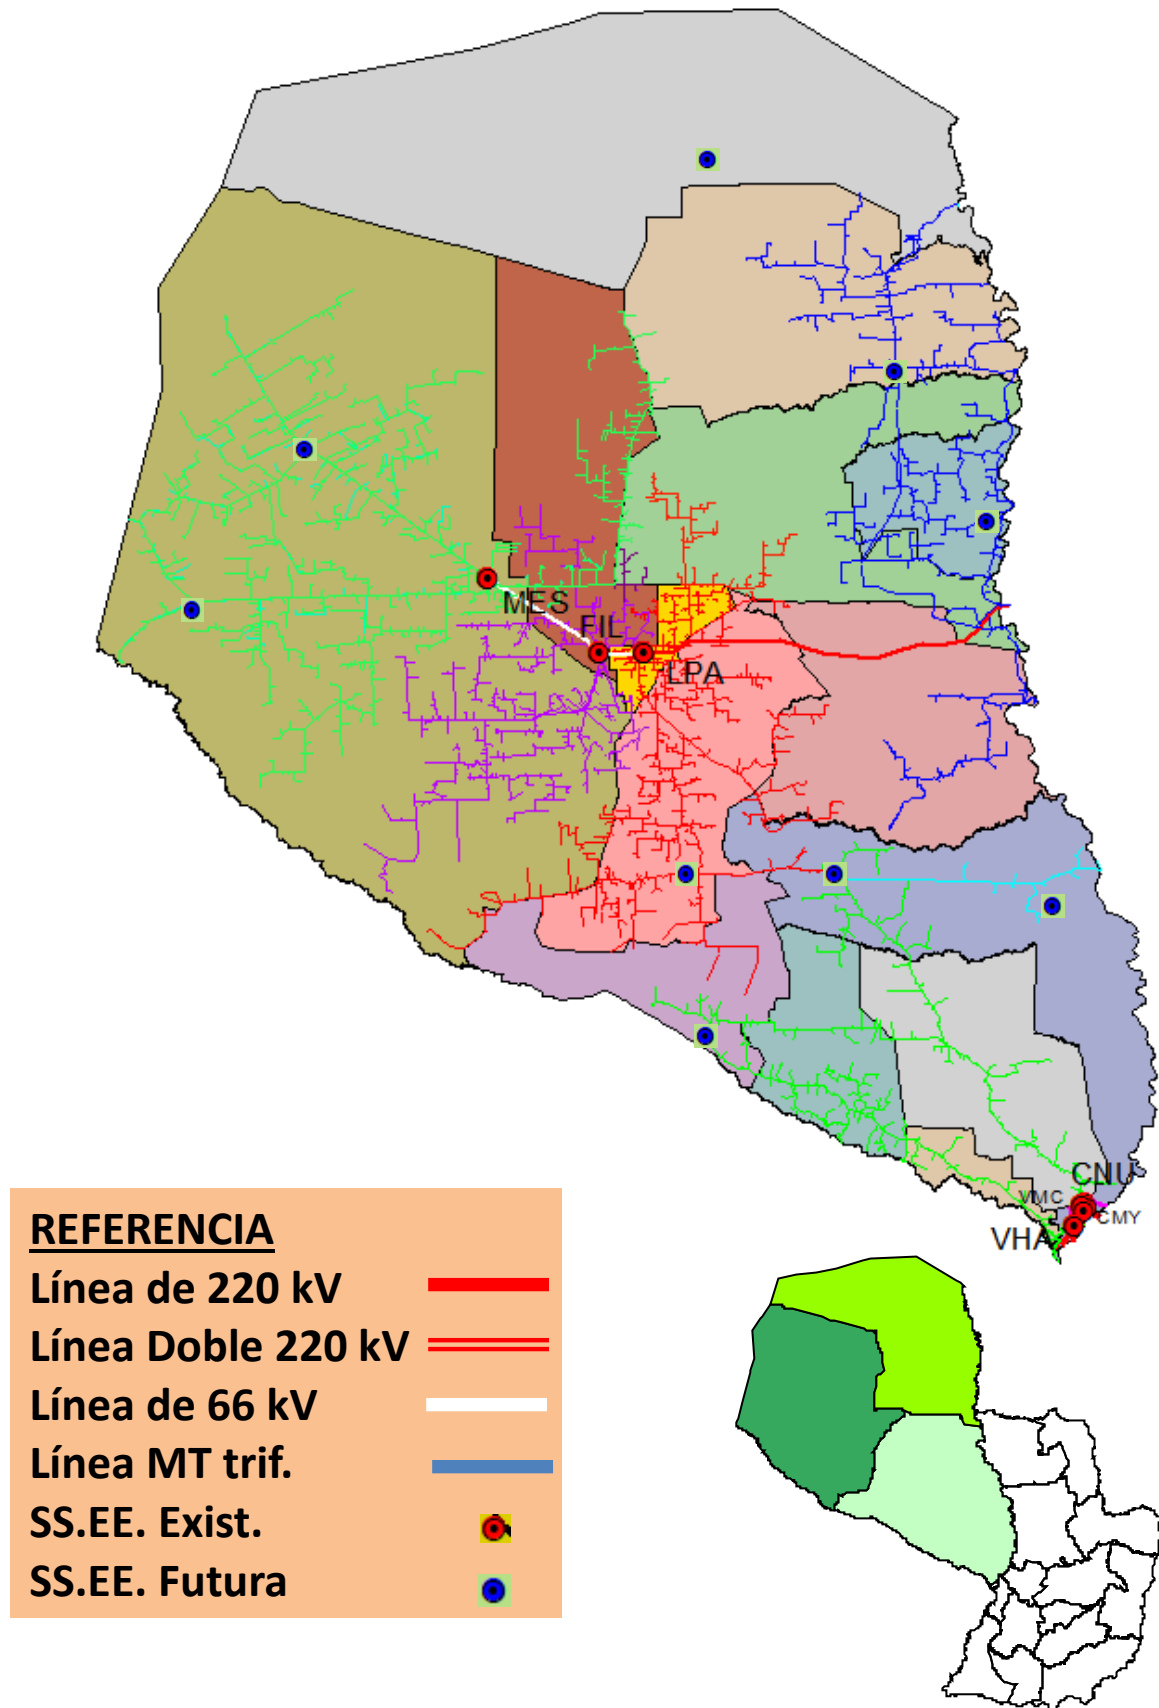 MES
FIL
LPA
CNU
VMC
CMY
VHA
REFERENCIA
Línea de 220 kV
Línea Doble 220 kV
Línea de 66 kV
Línea MT trif.
SS.EE. Exist.
SS.EE. Futura